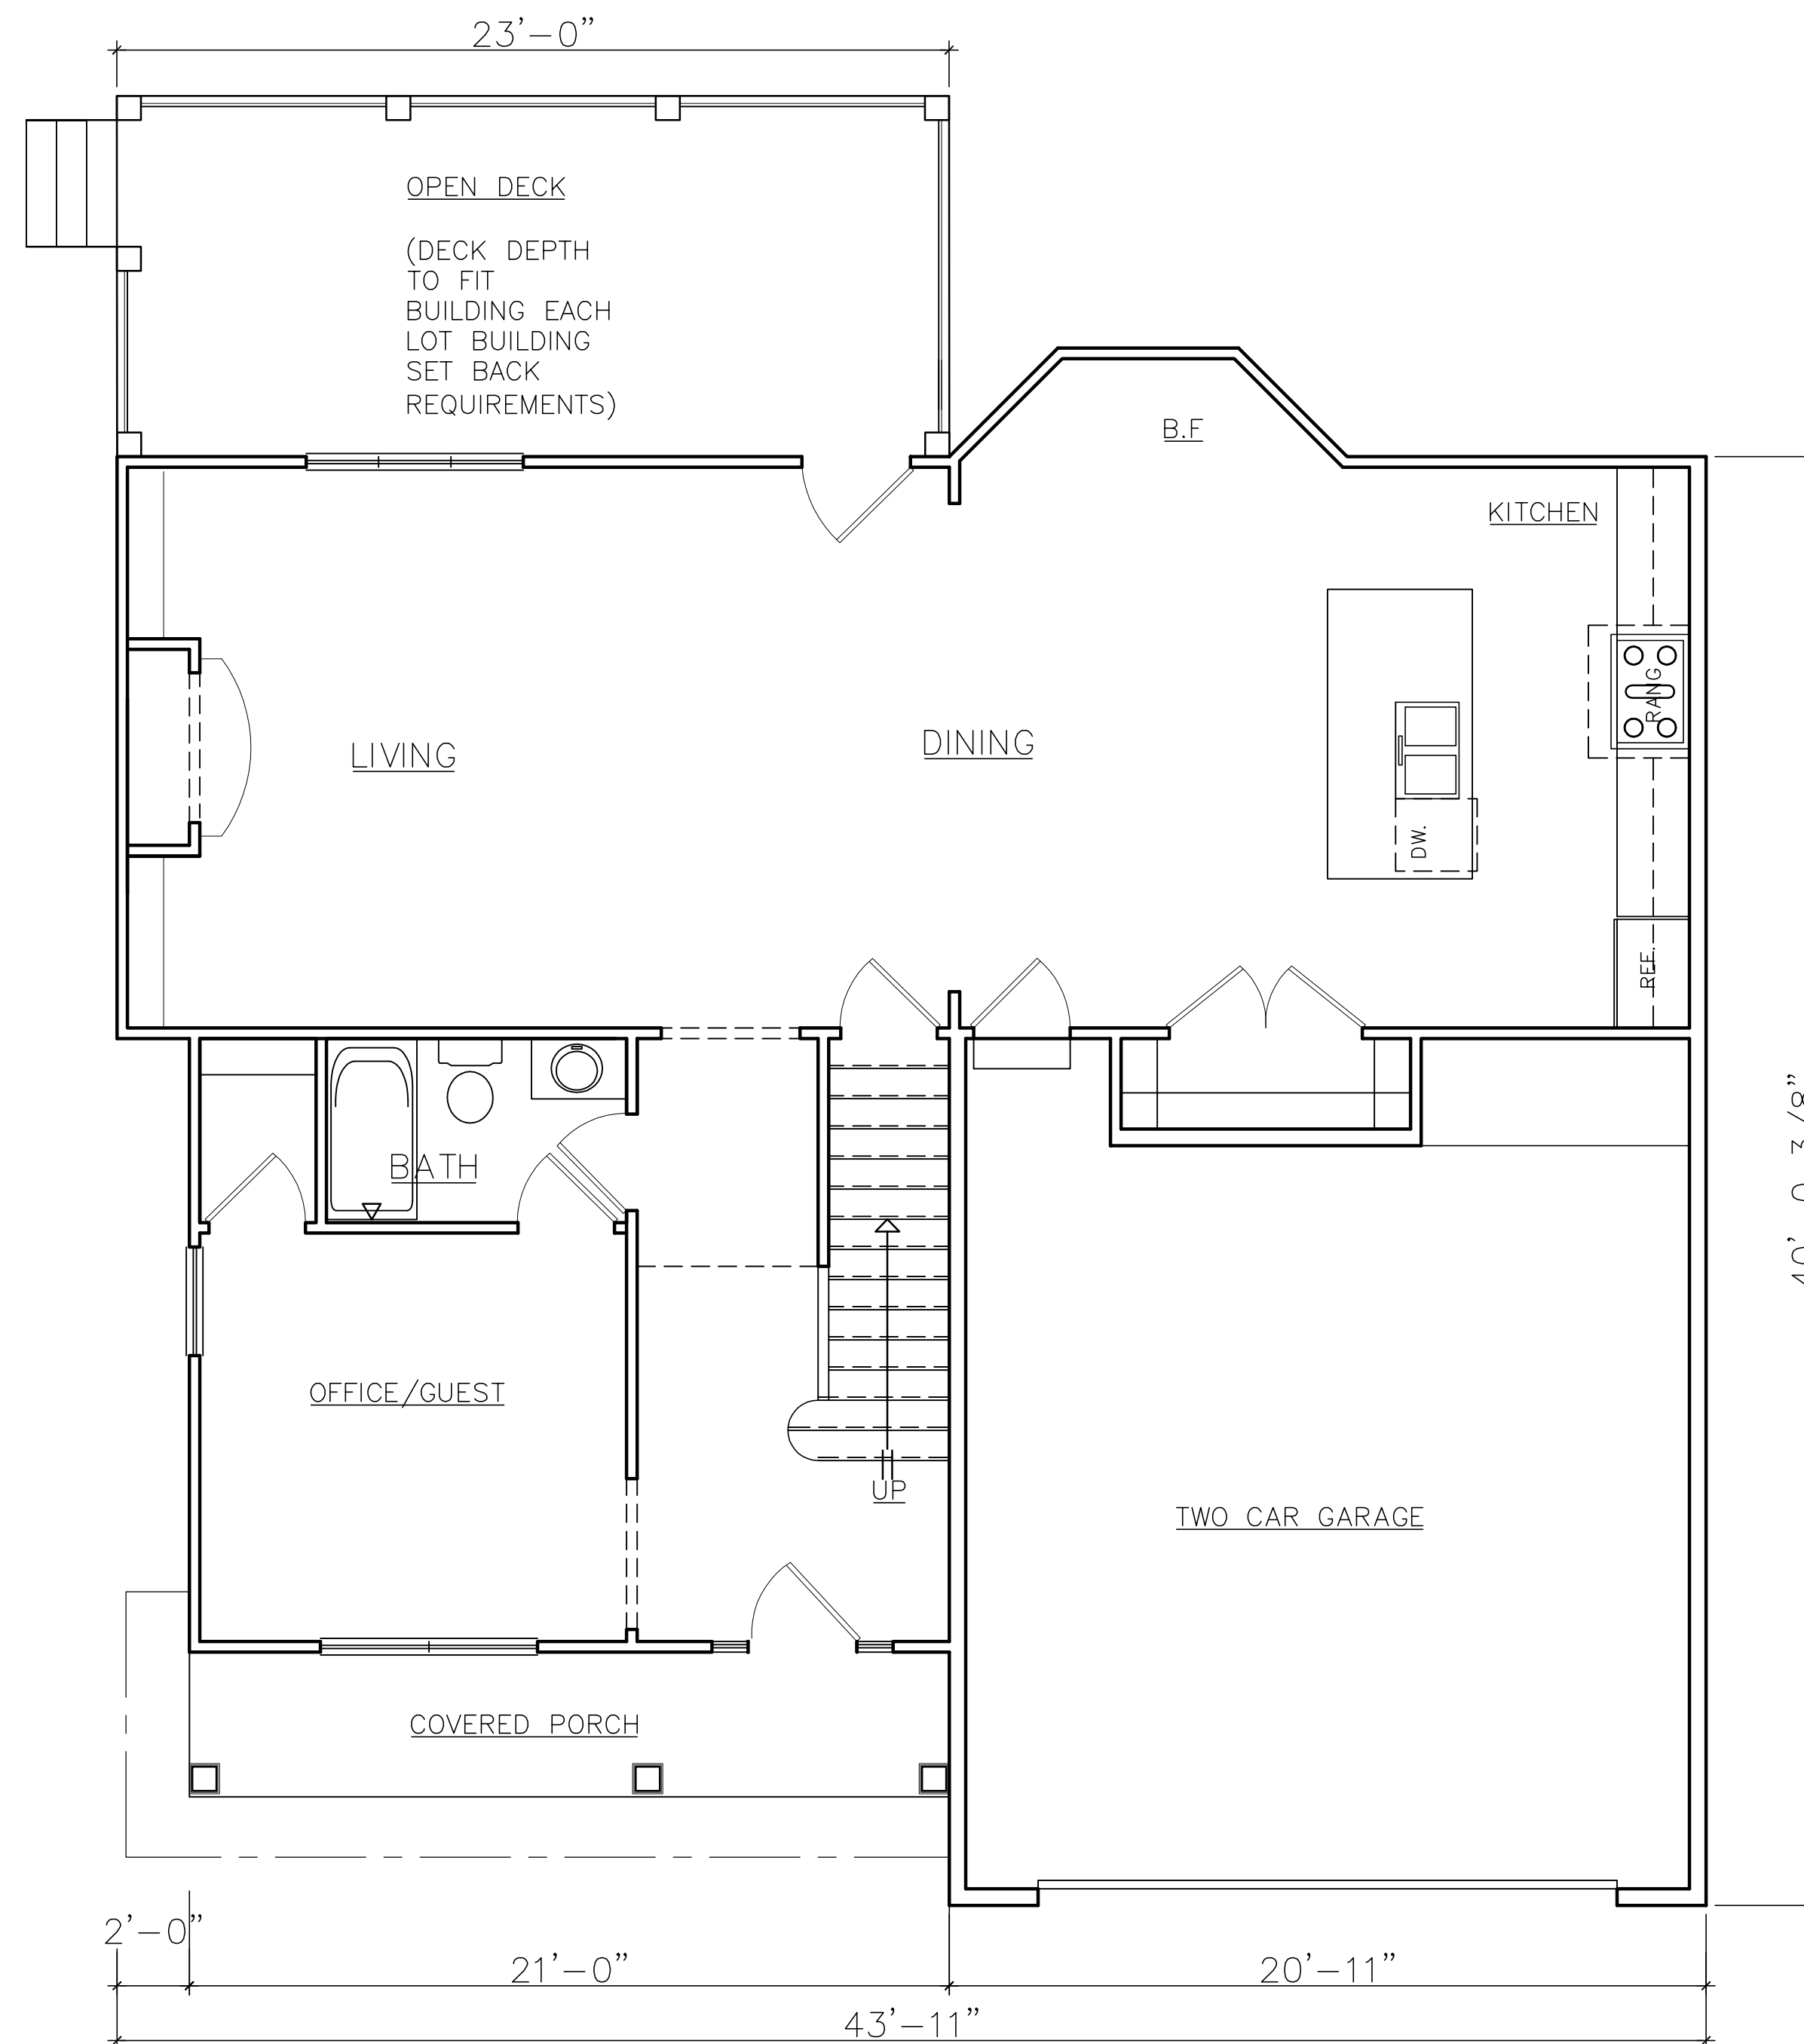 23'-0"
OPEN DECK
(DECK DEPTH
TO FIT
BUILDING EACH
LOT BUILDING
SET BACK
REQUIREMENTS)
B.F
KITCHEN
RANG
LIVING
DINING
DW.
REF.
BATH
OFFICE/GUEST
UP
TWO CAR GARAGE
COVERED PORCH
2'-0"
21'-0"
20'-11"
43'-11"